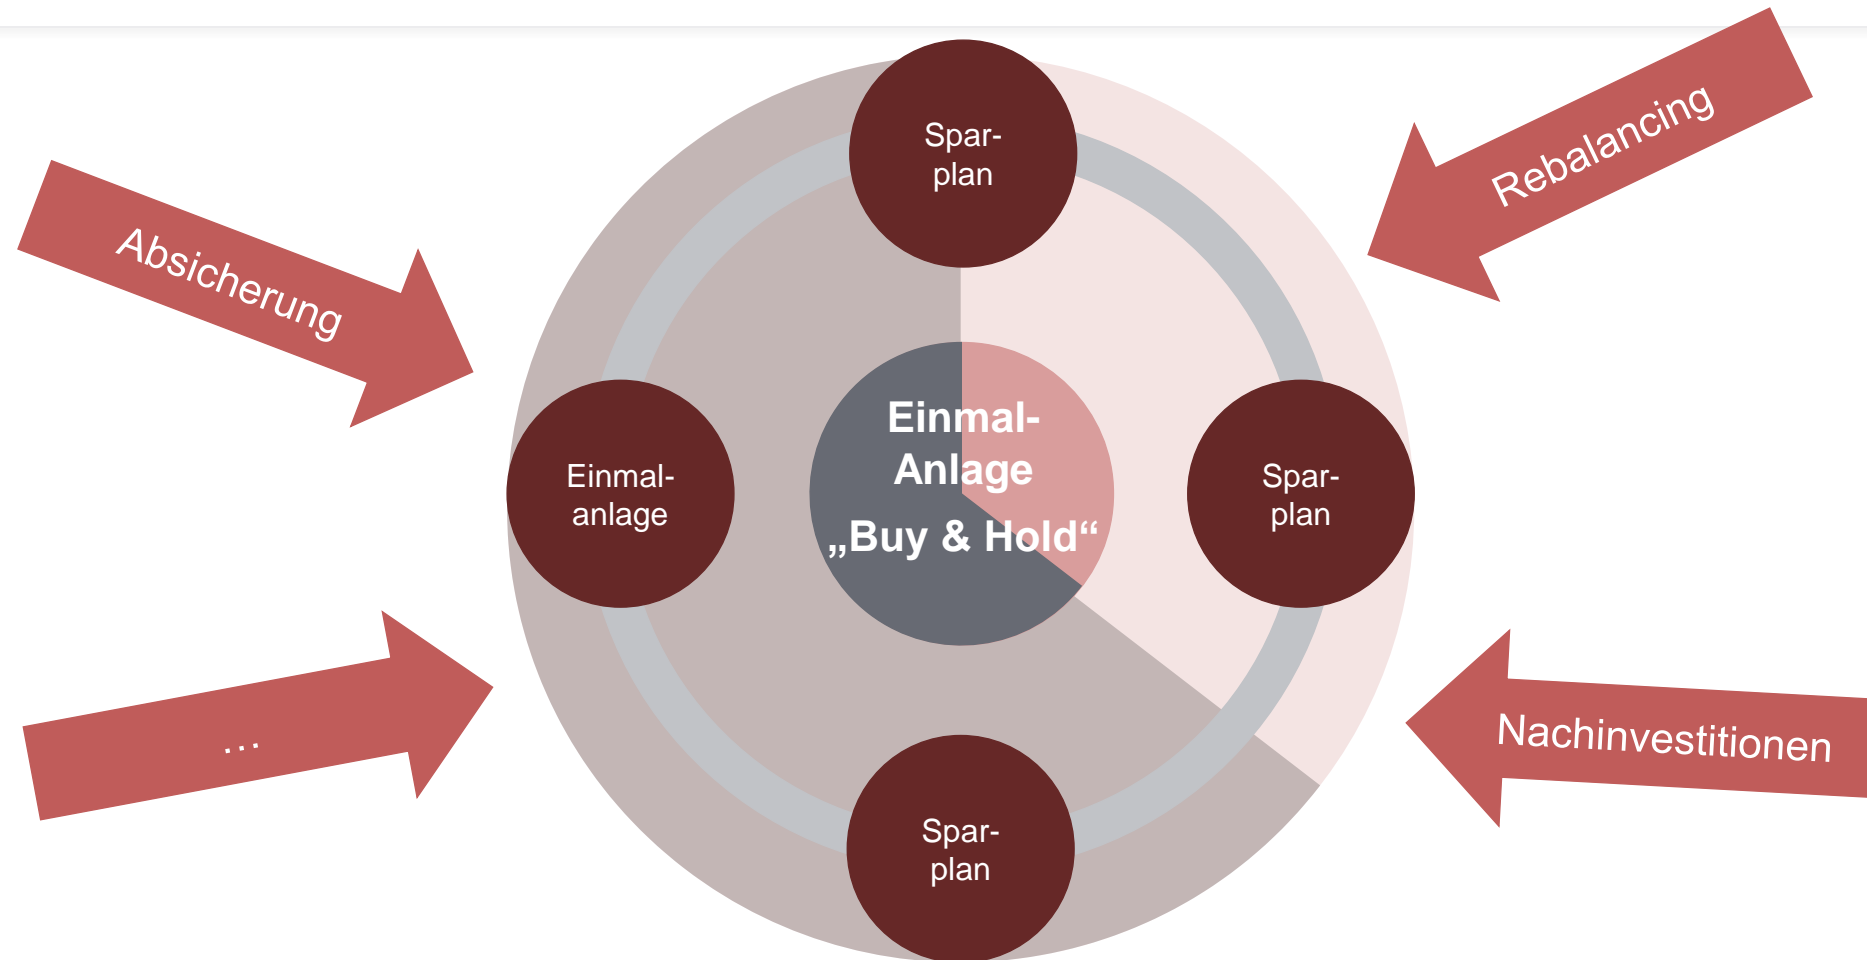 Spar-
plan
Rebalancing
Absicherung
Einmal-
Anlage
„Buy & Hold“
Einmal-
anlage
Spar-
plan
Nachinvestitionen
…
Spar-
plan